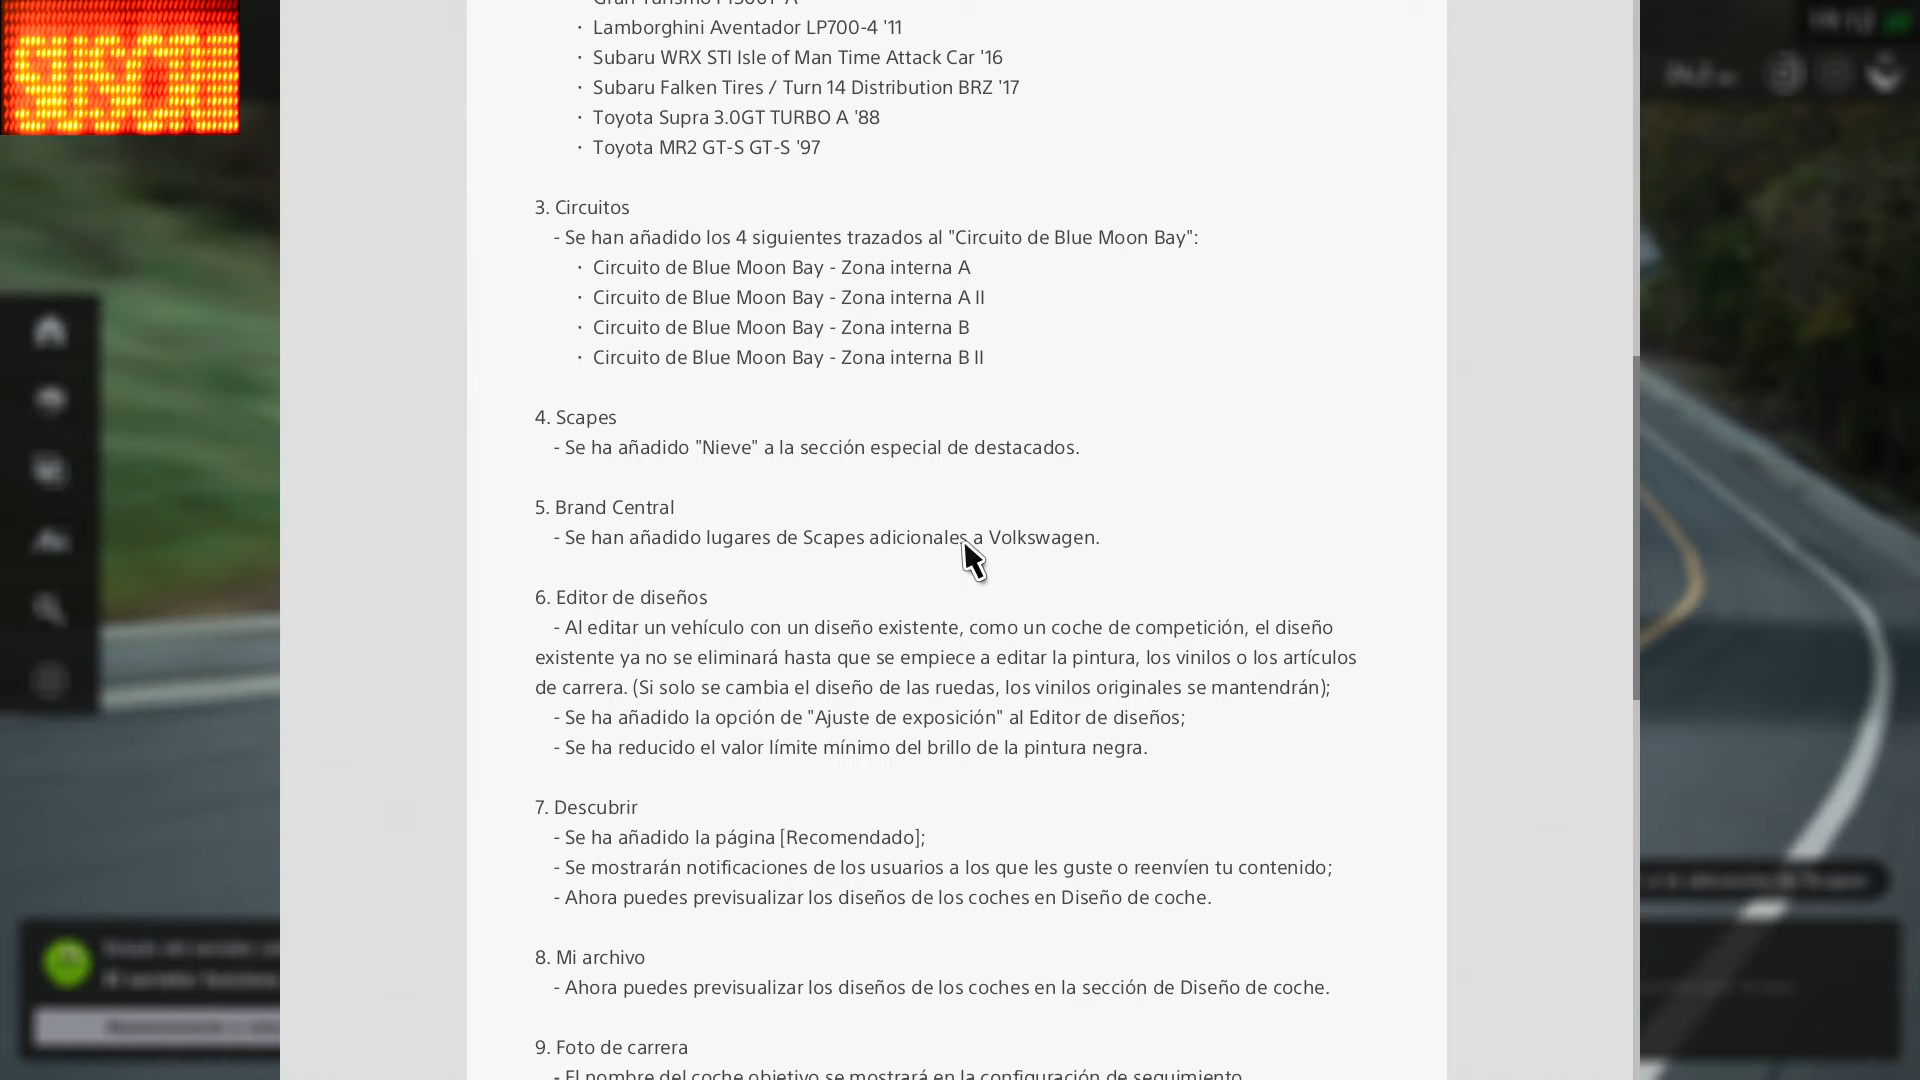 · Lamborghini Aventador LP700-4 '11
· Subaru WRX STI Isle of Man Time Attack Car '16
· Subaru Falken Tires / Turn 14 Distribution BRZ '17
· Toyota Supra 3.0GT TURBO A '88
· Toyota MR2 GT-S GT-S '97
3. Circuitos
- Se han añadido los 4 siguientes trazados al "Circuito de Blue Moon Bay":
· Circuito de Blue Moon Bay - Zona interna A
· Circuito de Blue Moon Bay - Zona interna A II
· Circuito de Blue Moon Bay - Zona interna B
· Circuito de Blue Moon Bay - Zona interna B II
4. Scapes
- Se ha añadido "Nieve" a la sección especial de destacados.
5. Brand Central
- Se han añadido lugares de Scapes adicionales a Volkswagen.
6. Editor de diseños
- Al editar un vehículo con un diseño existente, como un coche de competición, el diseño
existente ya no se eliminará hasta que se empiece a editar la pintura, los vinilos o los artículos
de carrera. (Si solo se cambia el diseño de las ruedas, los vinilos originales se mantendrán);
- Se ha añadido la opción de "Ajuste de exposición" al Editor de diseños;
- Se ha reducido el valor límite mínimo del brillo de la pintura negra.
7. Descubrir
- Se ha añadido la página [Recomendado];
- Se mostrarán notificaciones de los usuarios a los que les guste o reenvíen tu contenido;
- Ahora puedes previsualizar los diseños de los coches en Diseño de coche.
8. Mi archivo
- Ahora puedes previsualizar los diseños de los coches en la sección de Diseño de coche.
9. Foto de carrera
- El nombre del coche objetivo se mostrará en la configuración de seguimiento